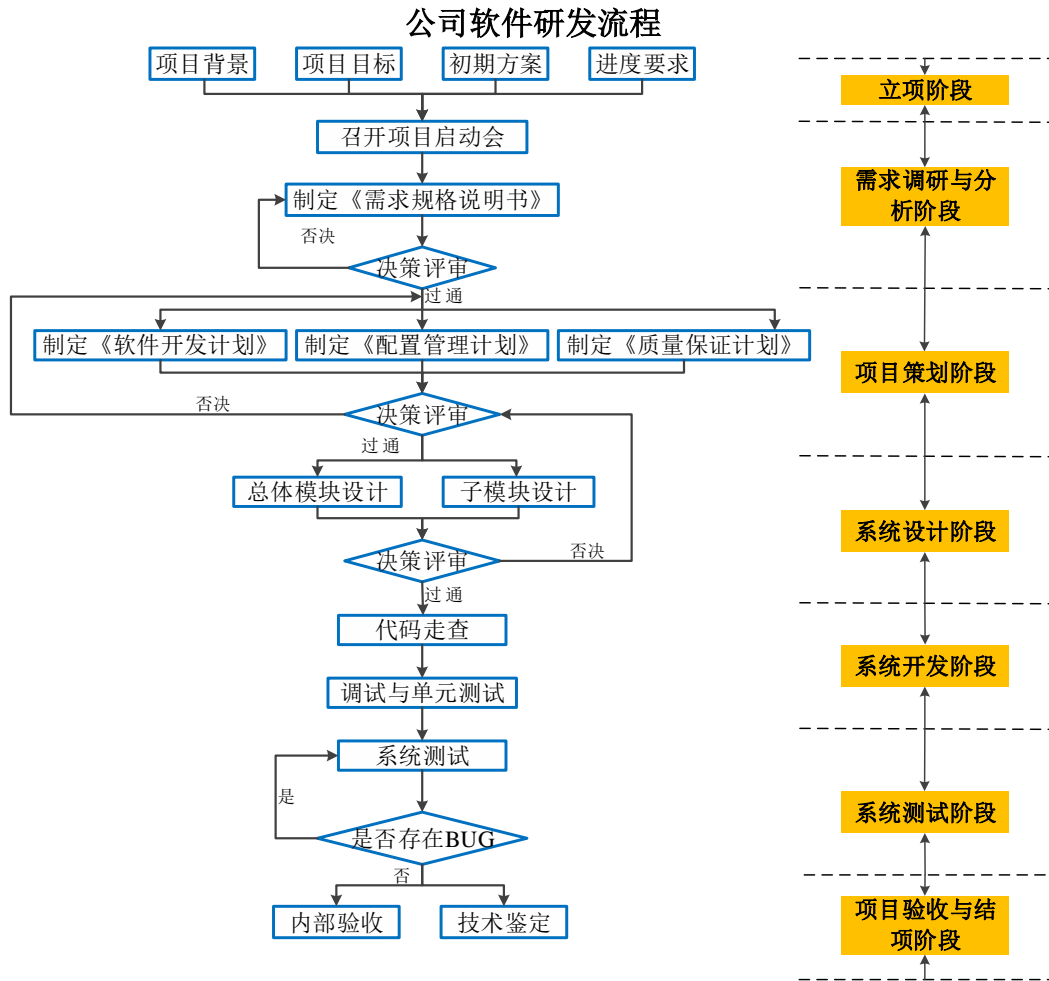 公司软件研发流程
项目背景
项目目标
初期方案
进度要求
召开项目启动会
制定《需求规格说明书》
否决
决策评审
过 通
制定《软件开发计划》
制定《配置管理计划》
制定《质量保证计划》
否决
决策评审
过 通
总体模块设计
子模块设计
决策评审
否决
过 通
代码走查
调试与单元测试
系统测试
是
是否存在BUG
否
内部验收
技术鉴定
立项阶段
需求调研与分
析阶段
项目策划阶段
系统设计阶段
系统开发阶段
系统测试阶段
项目验收与结
项阶段